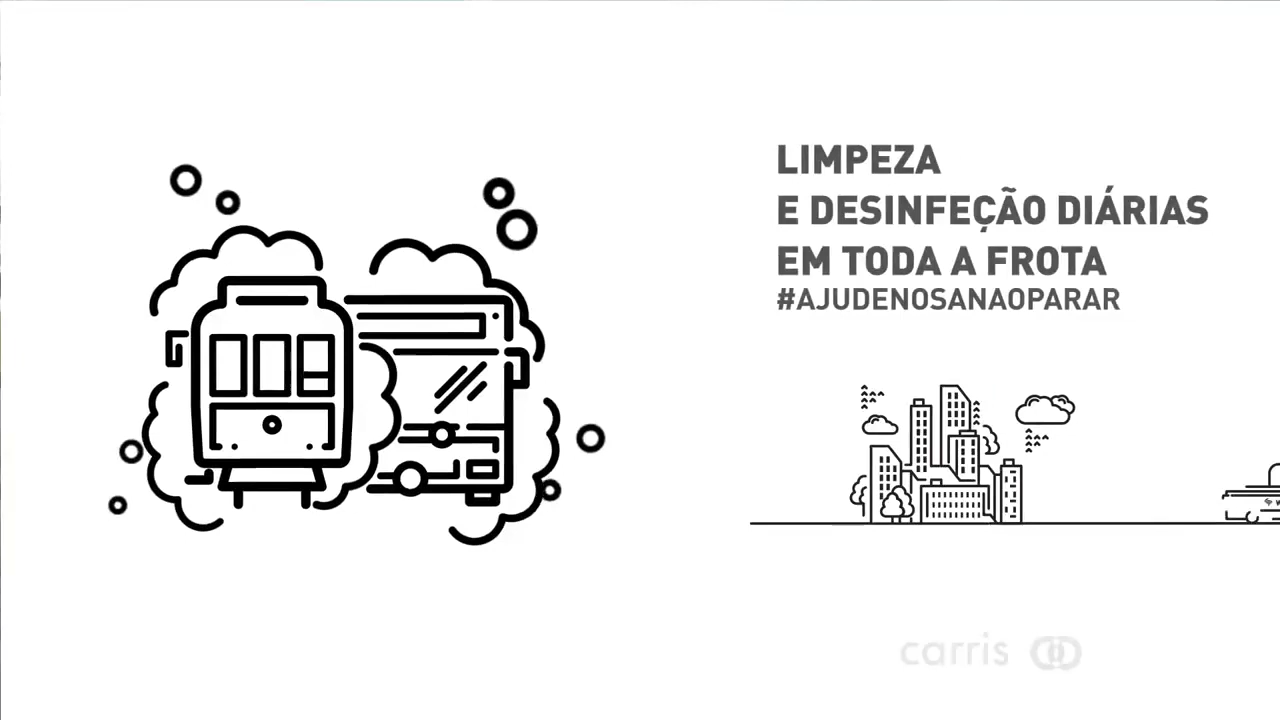 LIMPEZA
E DESINFEÇÃO DIÁRIAS
EM TODA A FROTA
#AJUDENOSANAOPARAR
carris